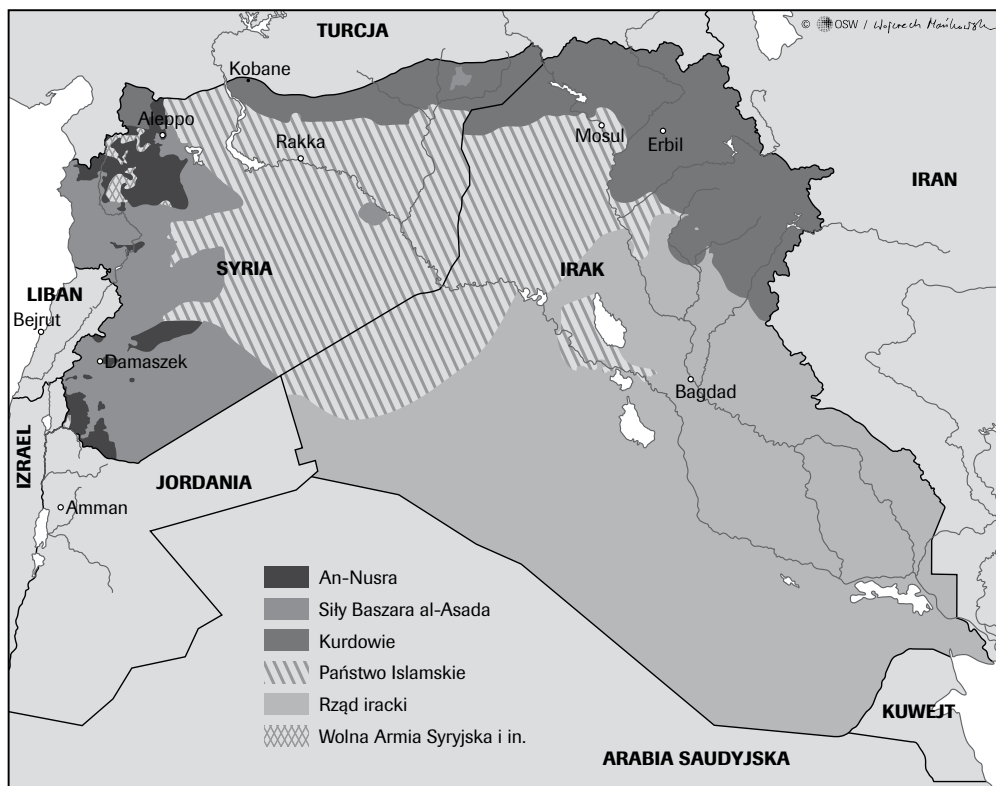 © OSW / Wojciech Mańkowski
TURCJA
Kobane
Aleppo
Rakka
Mosul
Erbil
IRAN
SYRIA
IRAK
LIBAN
Bejrut
Damaszek
Bagdad
IZRAEL
JORDANIA
Amman
An-Nusra
Siły Baszara al-Asada
Kurdowie
Państwo Islamskie
Rząd iracki
Wolna Armia Syryjska i in.
KUWEJT
ARABIA SAUDYJSKA